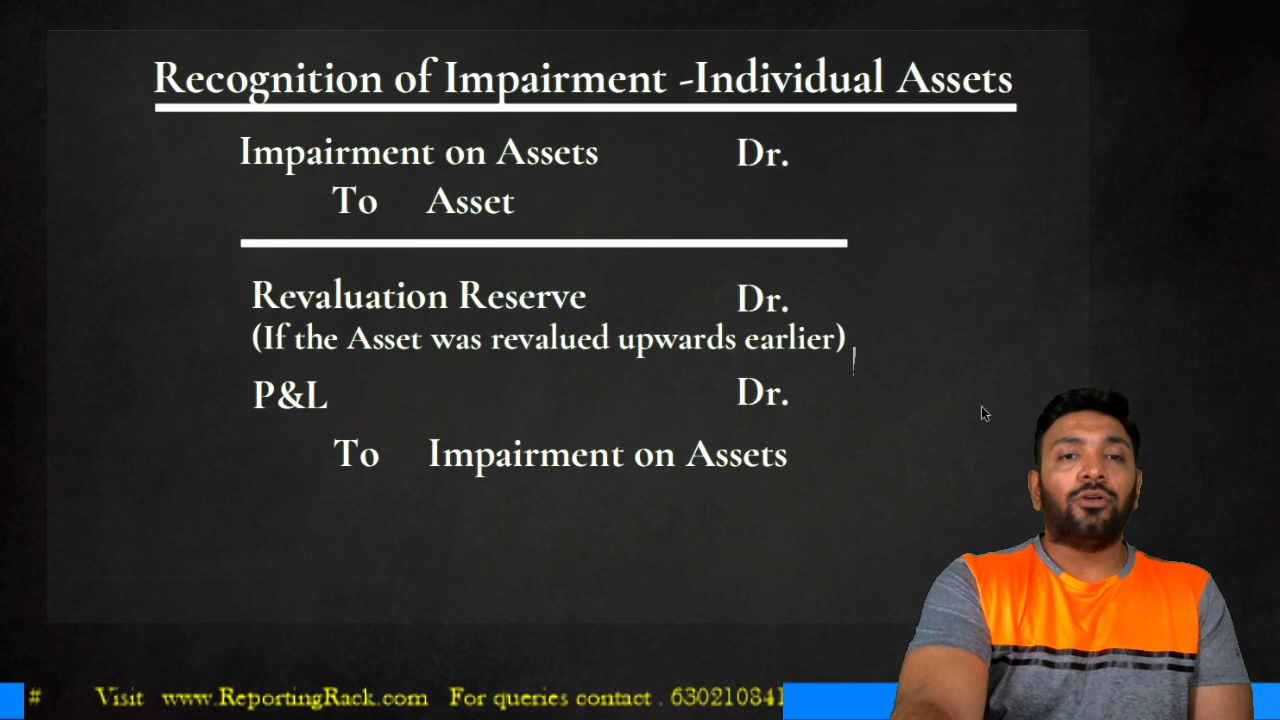 Recognition of Impairment -Individual Assets
Impairment on Assets Dr.
To Asset
Revaluation Reserve Dr.
(If the Asset was revalued upwards earlier)
P&L Dr.
To Impairment on Assets
# Visit www.ReportingRack.com For queries contact . 630210841